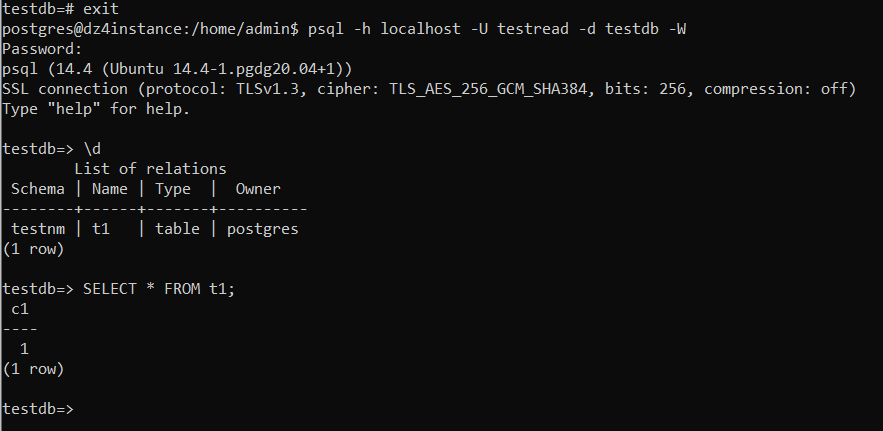 testdb=# exit
postgres@dz4instance:/home/admin$ psql -h localhost -U testread -d testdb -W
Password:
psql (14.4 (Ubuntu 14.4-1.pgdg20.04+1))
SSL connection (protocol: TLSv1.3, cipher: TLS_AES_256_GCM_SHA384, bits: 256, compression: off)
Type "help" for help.

testdb=> \d
        List of relations
 Schema | Name | Type  |  Owner
--------+------+-------+----------
 testnm | t1   | table | postgres
(1 row)

testdb=> SELECT * FROM t1;
 c1
----
  1
(1 row)

testdb=>